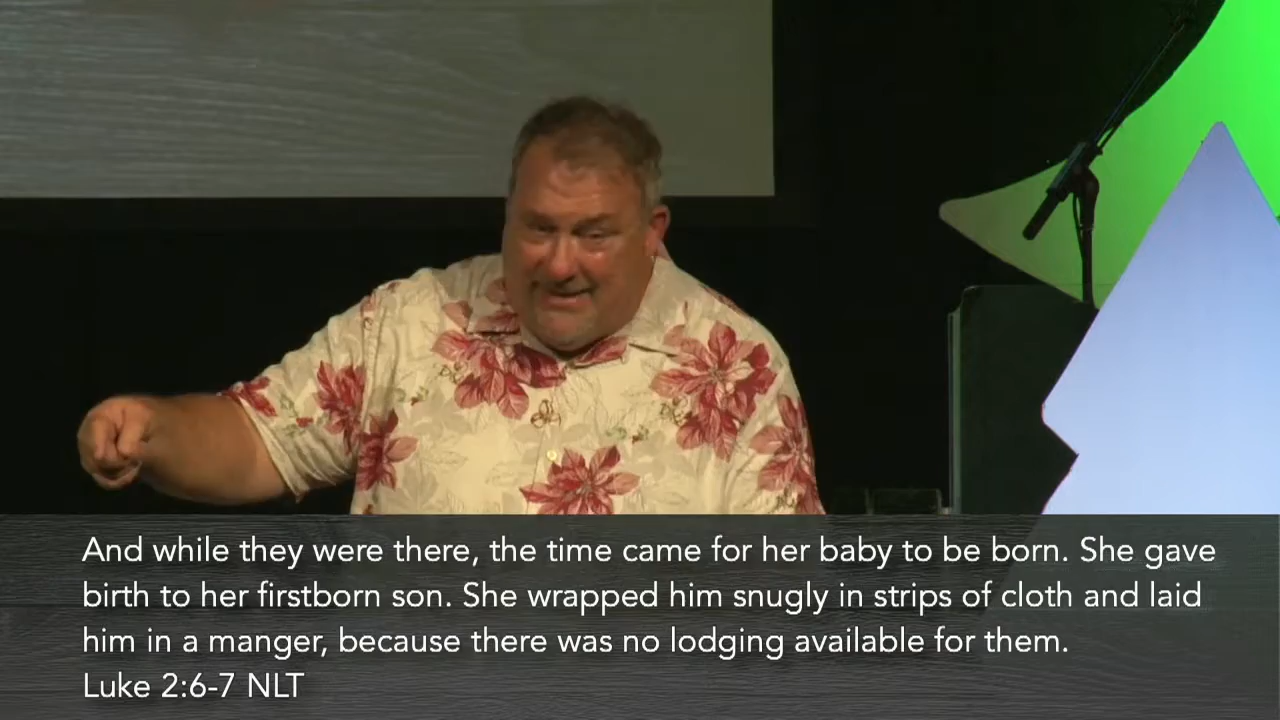 And while they were there, the time came for her baby to be born. She gave
birth to her firstborn son. She wrapped him snugly in strips of cloth and laid
him in a manger, because there was no lodging available for them.
Luke 2:6-7 NLT